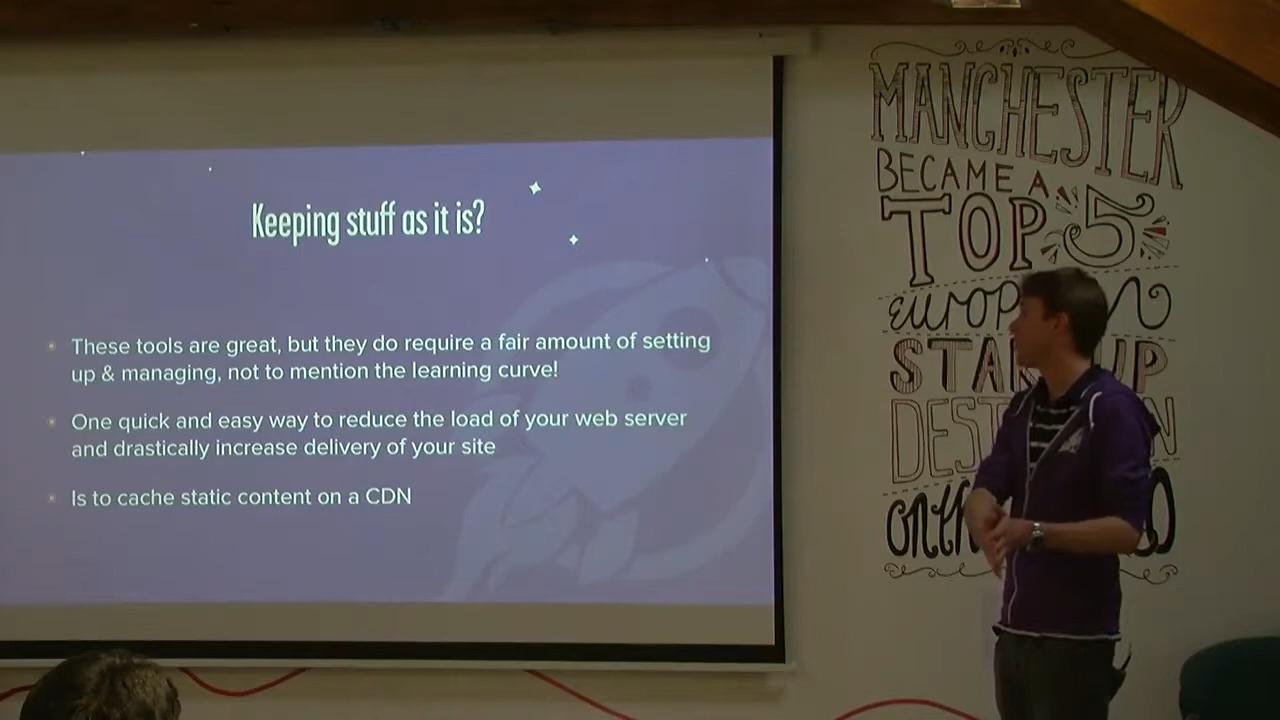 Keeping stuff as it is?
These tools are great, but they do require a fair amount of setting
up & managing, not to mention the learning curve!
One quick and easy way to reduce the load of your web server
and drastically increase delivery of your site
Is to cache static content on a CDN
MANCHESTER
BECAME A
TOP 5